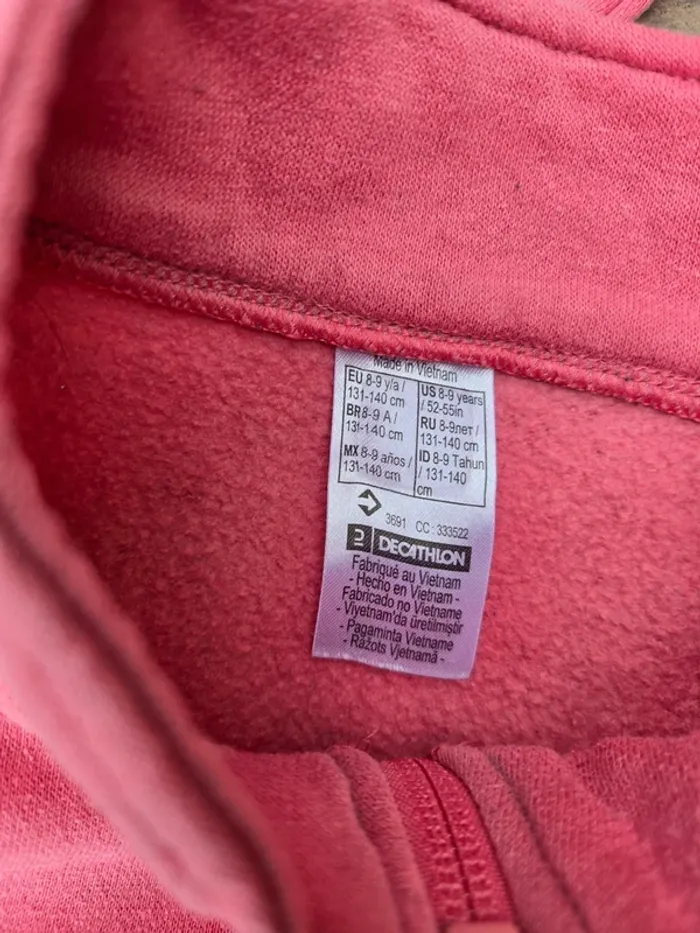 Made in Vietnam
EU 8-9 y/a /
131-140 cm
BR8-9 A /
131-140 cm
MX 8-9 años /
131-140 cm
US 8-9 years
/ 52-55in
RU 8-9лет /
131-140 cm
ID 8-9 Tahun
/ 131-140
cm
3691 CC : 333522
DECATHLON
Fabriqué au Vietnam
- Hecho en Vietnam -
Fabricado no Vietname
- Viyetnam'da üretilmiştir
- Pagaminta Vietname
- Ražots Vjetnamā -